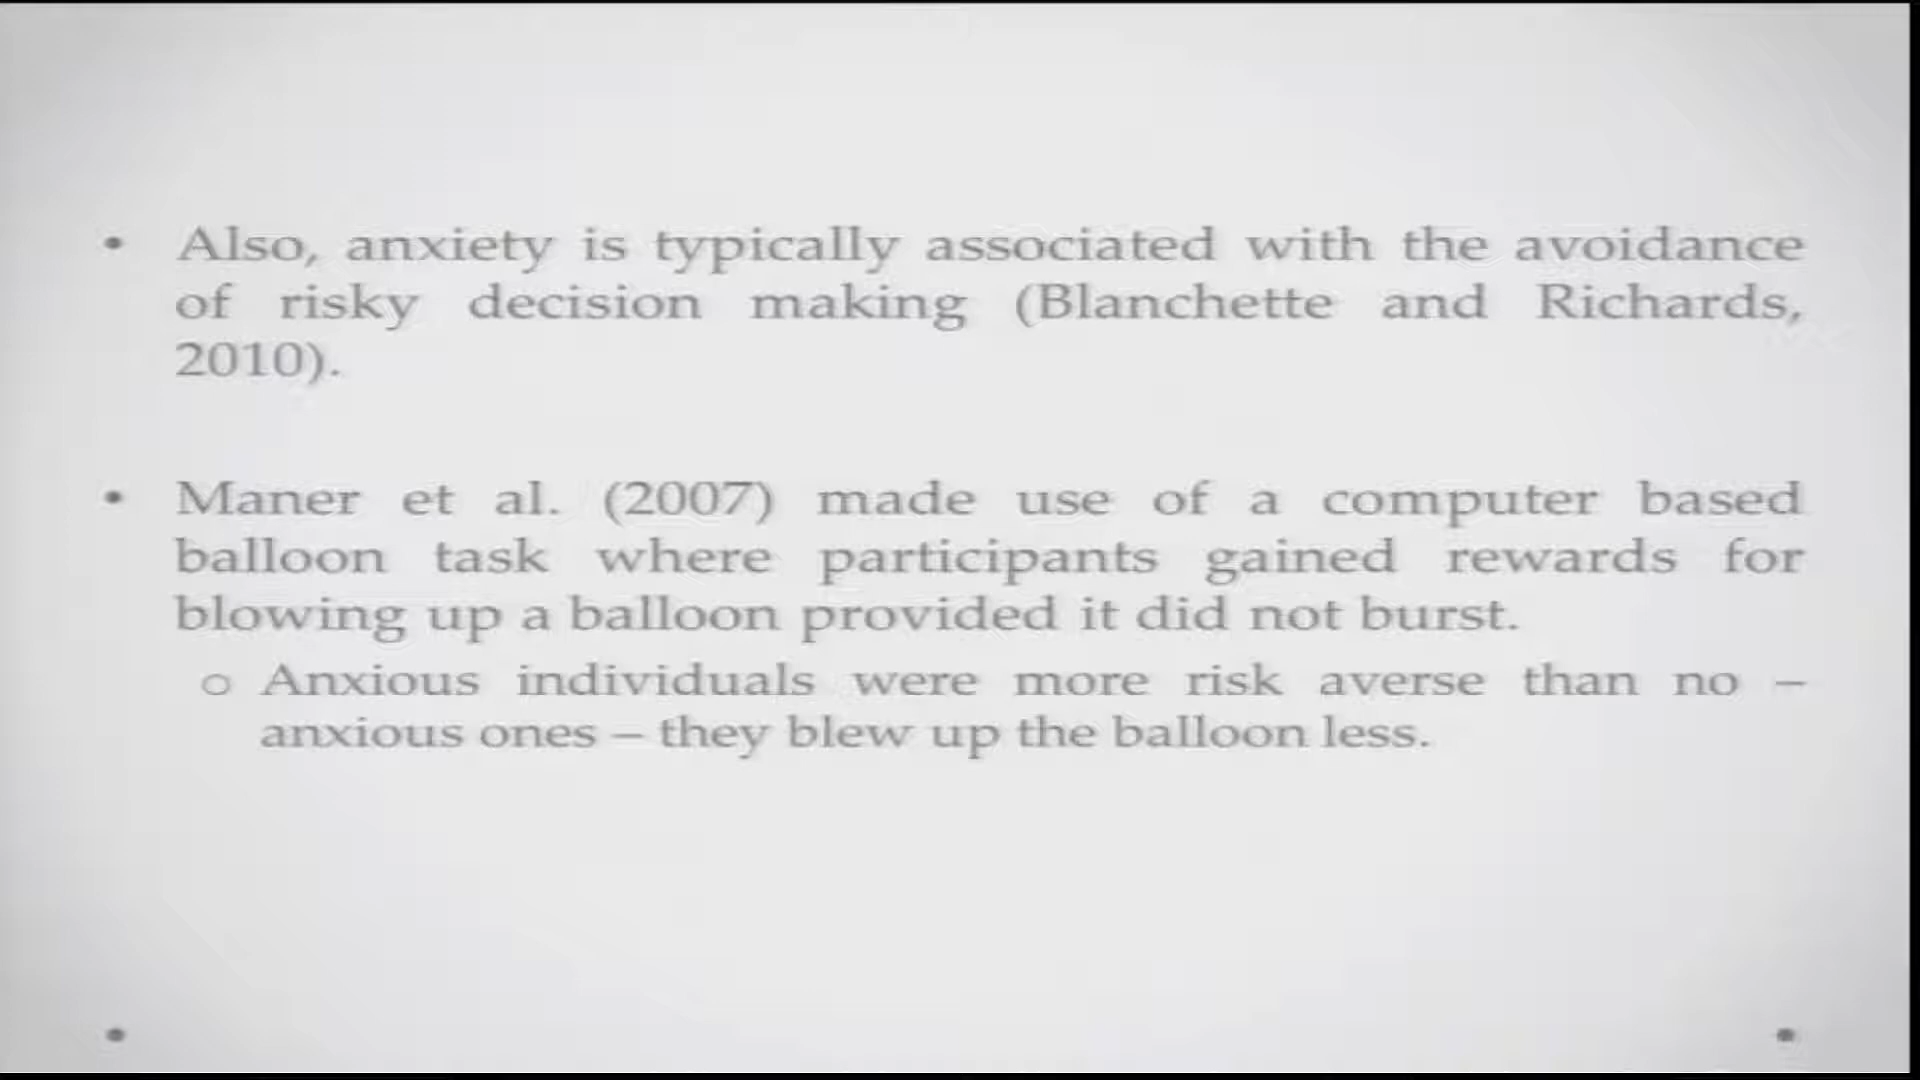 • Also, anxiety is typically associated with the avoidance
of risky decision making (Blanchette and Richards,
2010).
• Maner et al. (2007) made use of a computer based
balloon task where participants gained rewards for
blowing up a balloon provided it did not burst.
o Anxious individuals were more risk averse than no –
anxious ones – they blew up the balloon less.